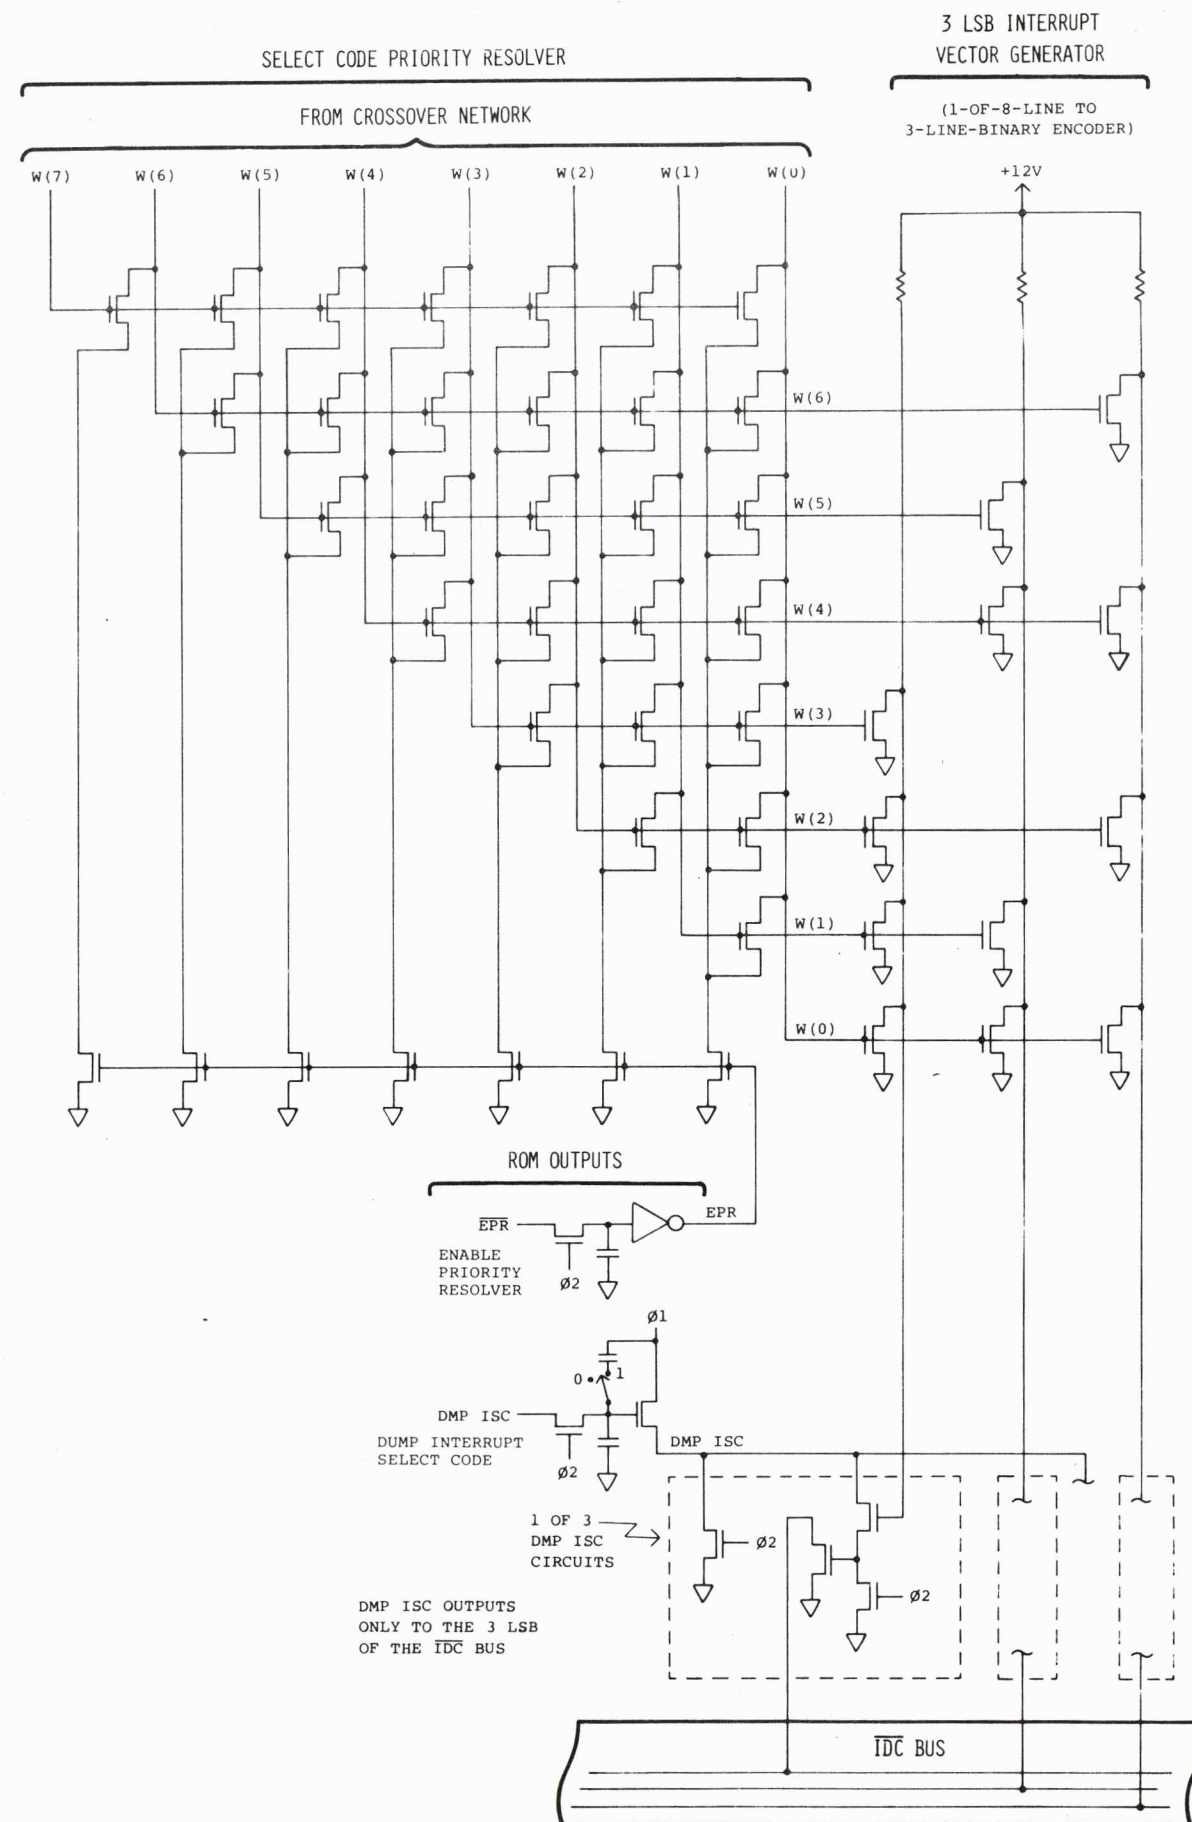 SELECT CODE PRIORITY RESOLVER
3 LSB INTERRUPT
VECTOR GENERATOR
FROM CROSSOVER NETWORK
(1-OF-8-LINE TO
3-LINE-BINARY ENCODER)
W(7) W(6) W(5) W(4) W(3) W(2) W(1) W(0)
+12V
W(6)
W(5)
W(4)
W(3)
W(2)
W(1)
W(0)
ROM OUTPUTS
E̅P̅R̅
EPR
ENABLE
PRIORITY
RESOLVER
Ø2
Ø1
0
1
DMP ISC
DMP ISC
DUMP INTERRUPT
SELECT CODE
Ø2
1 OF 3
DMP ISC
CIRCUITS
Ø2
Ø2
DMP ISC OUTPUTS
ONLY TO THE 3 LSB
OF THE I̅D̅C̅ BUS
I̅D̅C̅ BUS